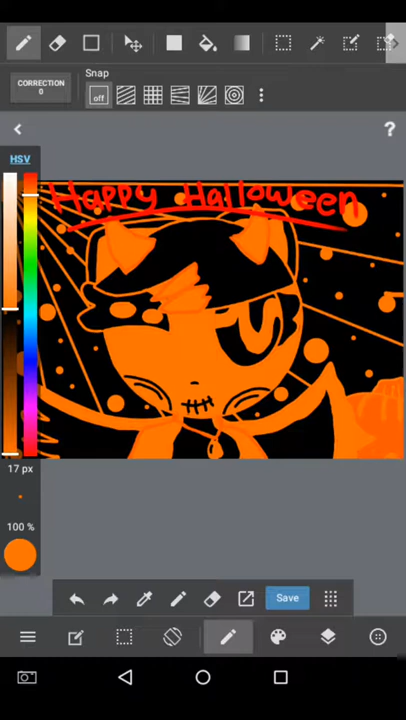 CORRECTION
0
Snap
off
?
HSV
Happy Halloween
17 px
100 %
Save